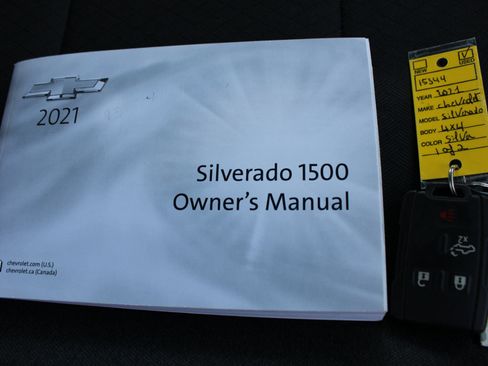 2021
Silverado 1500
Owner's Manual
chevrolet.com (U.S.)
chevrolet.ca (Canada)
NEW
USED
15344
YEAR 2021
MAKE chevrolet
MODEL Silverado
BODY 4x4
COLOR Silver
1 of 2
X2